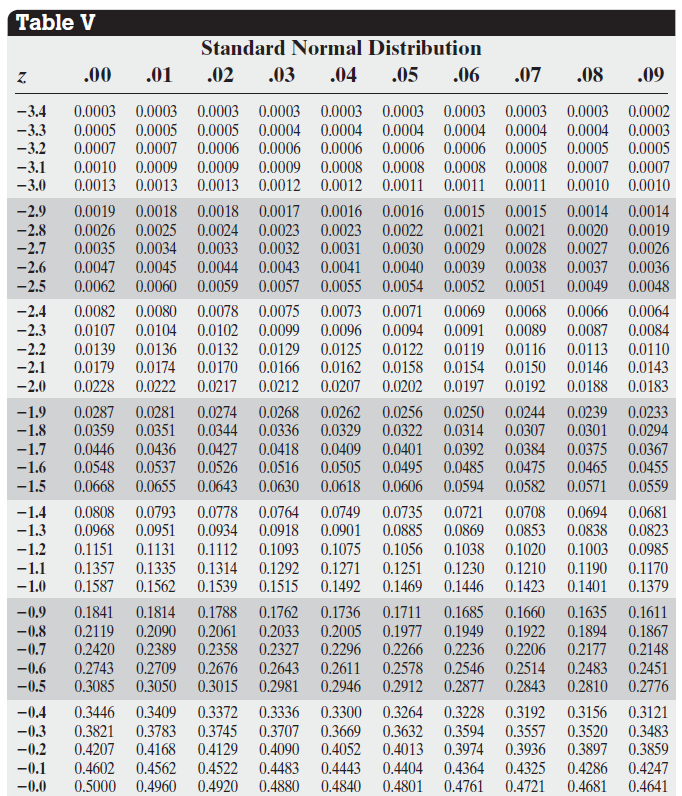 Table V
Standard Normal Distribution
z .00 .01 .02 .03 .04 .05 .06 .07 .08 .09
−3.4 0.0003 0.0003 0.0003 0.0003 0.0003 0.0003 0.0003 0.0003 0.0003 0.0002
−3.3 0.0005 0.0005 0.0005 0.0004 0.0004 0.0004 0.0004 0.0004 0.0004 0.0003
−3.2 0.0007 0.0007 0.0006 0.0006 0.0006 0.0006 0.0006 0.0005 0.0005 0.0005
−3.1 0.0010 0.0009 0.0009 0.0009 0.0008 0.0008 0.0008 0.0008 0.0007 0.0007
−3.0 0.0013 0.0013 0.0013 0.0012 0.0012 0.0011 0.0011 0.0011 0.0010 0.0010
−2.9 0.0019 0.0018 0.0018 0.0017 0.0016 0.0016 0.0015 0.0015 0.0014 0.0014
−2.8 0.0026 0.0025 0.0024 0.0023 0.0023 0.0022 0.0021 0.0021 0.0020 0.0019
−2.7 0.0035 0.0034 0.0033 0.0032 0.0031 0.0030 0.0029 0.0028 0.0027 0.0026
−2.6 0.0047 0.0045 0.0044 0.0043 0.0041 0.0040 0.0039 0.0038 0.0037 0.0036
−2.5 0.0062 0.0060 0.0059 0.0057 0.0055 0.0054 0.0052 0.0051 0.0049 0.0048
−2.4 0.0082 0.0080 0.0078 0.0075 0.0073 0.0071 0.0069 0.0068 0.0066 0.0064
−2.3 0.0107 0.0104 0.0102 0.0099 0.0096 0.0094 0.0091 0.0089 0.0087 0.0084
−2.2 0.0139 0.0136 0.0132 0.0129 0.0125 0.0122 0.0119 0.0116 0.0113 0.0110
−2.1 0.0179 0.0174 0.0170 0.0166 0.0162 0.0158 0.0154 0.0150 0.0146 0.0143
−2.0 0.0228 0.0222 0.0217 0.0212 0.0207 0.0202 0.0197 0.0192 0.0188 0.0183
−1.9 0.0287 0.0281 0.0274 0.0268 0.0262 0.0256 0.0250 0.0244 0.0239 0.0233
−1.8 0.0359 0.0351 0.0344 0.0336 0.0329 0.0322 0.0314 0.0307 0.0301 0.0294
−1.7 0.0446 0.0436 0.0427 0.0418 0.0409 0.0401 0.0392 0.0384 0.0375 0.0367
−1.6 0.0548 0.0537 0.0526 0.0516 0.0505 0.0495 0.0485 0.0475 0.0465 0.0455
−1.5 0.0668 0.0655 0.0643 0.0630 0.0618 0.0606 0.0594 0.0582 0.0571 0.0559
−1.4 0.0808 0.0793 0.0778 0.0764 0.0749 0.0735 0.0721 0.0708 0.0694 0.0681
−1.3 0.0968 0.0951 0.0934 0.0918 0.0901 0.0885 0.0869 0.0853 0.0838 0.0823
−1.2 0.1151 0.1131 0.1112 0.1093 0.1075 0.1056 0.1038 0.1020 0.1003 0.0985
−1.1 0.1357 0.1335 0.1314 0.1292 0.1271 0.1251 0.1230 0.1210 0.1190 0.1170
−1.0 0.1587 0.1562 0.1539 0.1515 0.1492 0.1469 0.1446 0.1423 0.1401 0.1379
−0.9 0.1841 0.1814 0.1788 0.1762 0.1736 0.1711 0.1685 0.1660 0.1635 0.1611
−0.8 0.2119 0.2090 0.2061 0.2033 0.2005 0.1977 0.1949 0.1922 0.1894 0.1867
−0.7 0.2420 0.2389 0.2358 0.2327 0.2296 0.2266 0.2236 0.2206 0.2177 0.2148
−0.6 0.2743 0.2709 0.2676 0.2643 0.2611 0.2578 0.2546 0.2514 0.2483 0.2451
−0.5 0.3085 0.3050 0.3015 0.2981 0.2946 0.2912 0.2877 0.2843 0.2810 0.2776
−0.4 0.3446 0.3409 0.3372 0.3336 0.3300 0.3264 0.3228 0.3192 0.3156 0.3121
−0.3 0.3821 0.3783 0.3745 0.3707 0.3669 0.3632 0.3594 0.3557 0.3520 0.3483
−0.2 0.4207 0.4168 0.4129 0.4090 0.4052 0.4013 0.3974 0.3936 0.3897 0.3859
−0.1 0.4602 0.4562 0.4522 0.4483 0.4443 0.4404 0.4364 0.4325 0.4286 0.4247
−0.0 0.5000 0.4960 0.4920 0.4880 0.4840 0.4801 0.4761 0.4721 0.4681 0.4641